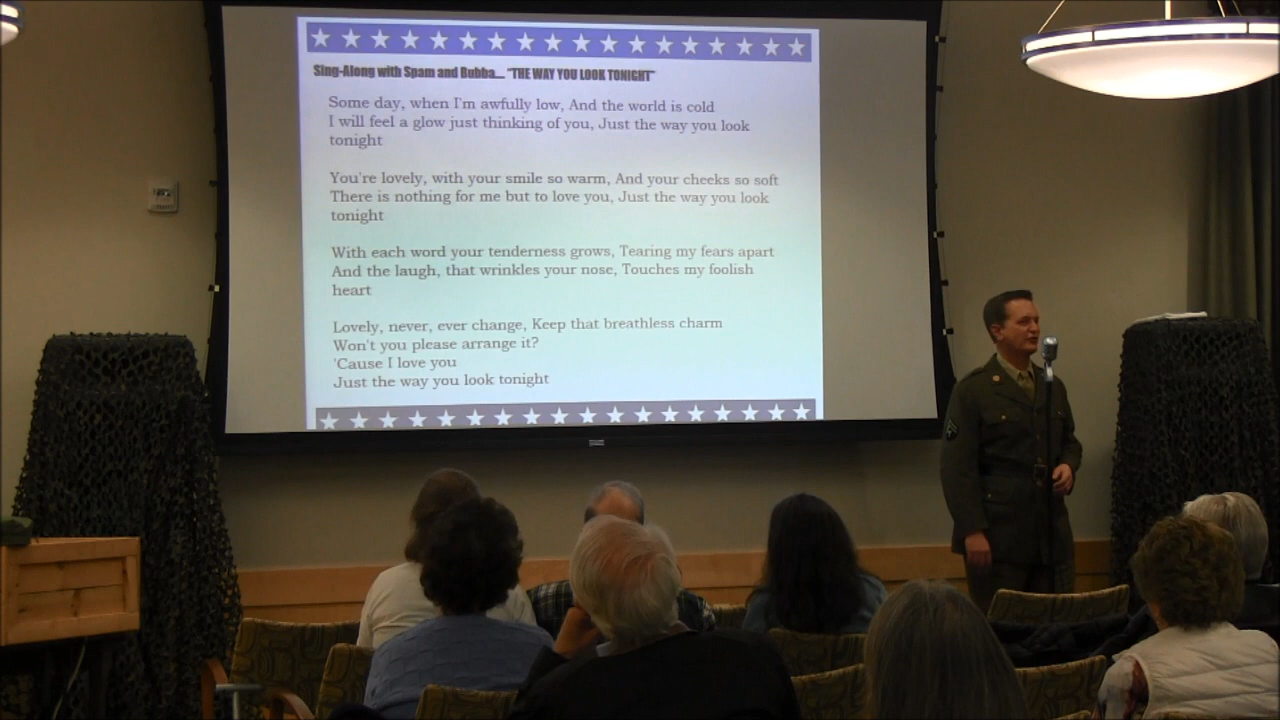 Sing-Along with Spam and Bubba... "THE WAY YOU LOOK TONIGHT"
Some day, when I'm awfully low, And the world is cold
I will feel a glow just thinking of you, Just the way you look
tonight
You're lovely, with your smile so warm, And your cheeks so soft
There is nothing for me but to love you, Just the way you look
tonight
With each word your tenderness grows, Tearing my fears apart
And the laugh, that wrinkles your nose, Touches my foolish
heart
Lovely, never, ever change, Keep that breathless charm
Won't you please arrange it?
'Cause I love you
Just the way you look tonight